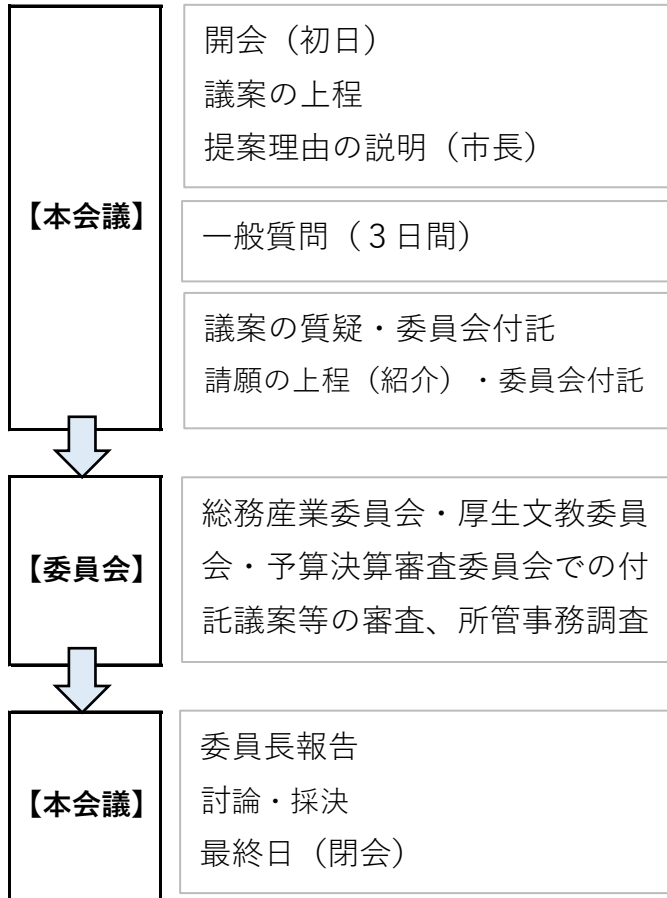 【本会議】
開会（初日）
議案の上程
提案理由の説明（市長）
一般質問（３日間）
議案の質疑・委員会付託
請願の上程（紹介）・委員会付託
【委員会】
総務産業委員会・厚生文教委員
会・予算決算審査委員会での付
託議案等の審査、所管事務調査
【本会議】
委員長報告
討論・採決
最終日（閉会）